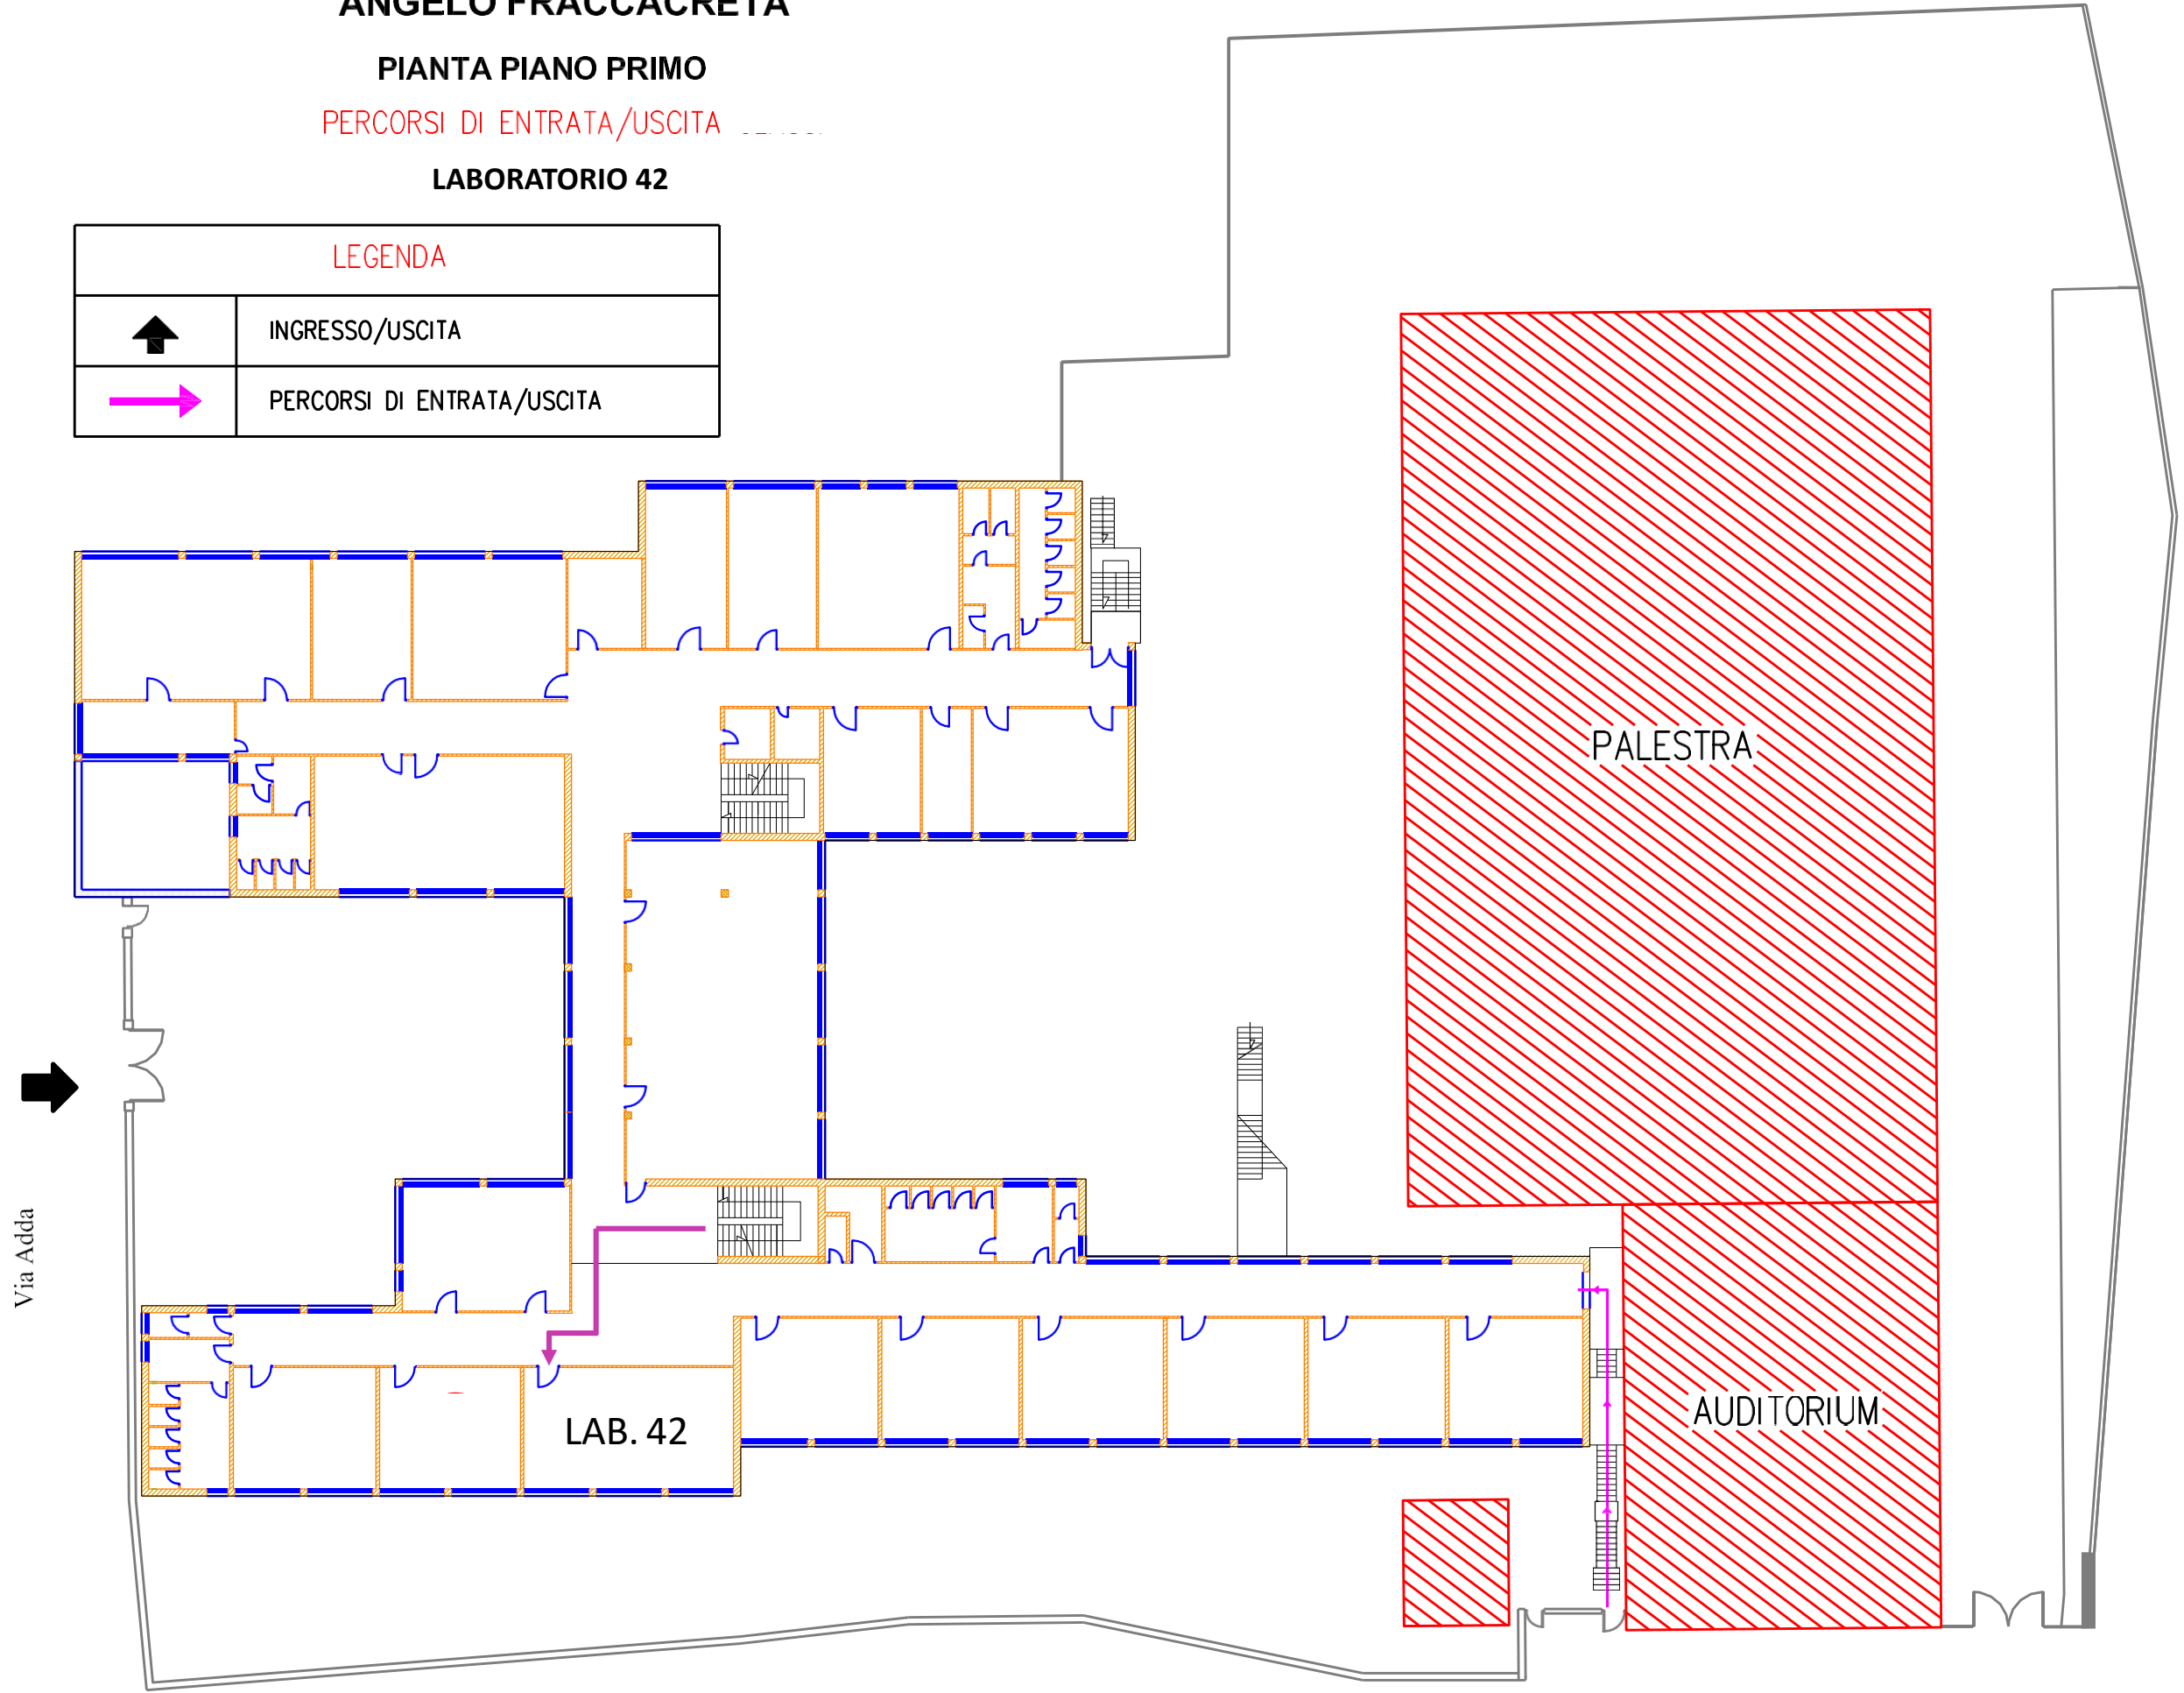 ANGELO FRACCACRETA
PIANTA PIANO PRIMO
PERCORSI DI ENTRATA/USCITA
LABORATORIO 42
LEGENDA
INGRESSO/USCITA
PERCORSI DI ENTRATA/USCITA
PALESTRA
Via Adda
AUDITORIUM
LAB. 42